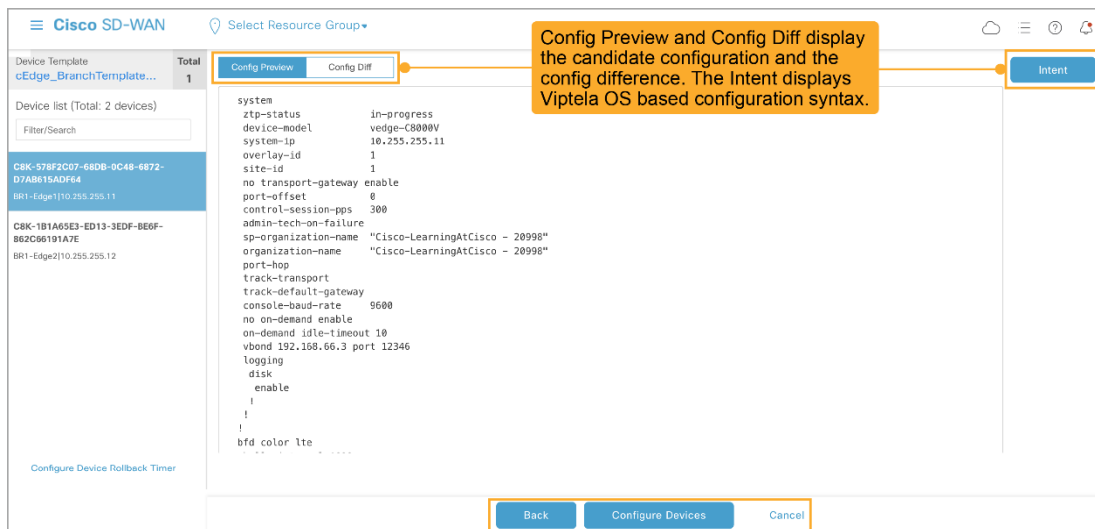 Cisco SD-WAN
Select Resource Group
Config Preview and Config Diff display
the candidate configuration and the
config difference. The Intent displays
Viptela OS based configuration syntax.
Device Template
cEdge_BranchTemplate...
Total
1
Config Preview
Config Diff
Intent
Device list (Total: 2 devices)
Filter/Search
C8K-578F2C07-68DB-0C48-6872-
D7AB615ADF64
BR1-Edge1|10.255.255.11
C8K-1B1A65E3-ED13-3EDF-BE6F-
862C66191A7E
BR1-Edge2|10.255.255.12
Configure Device Rollback Timer
system
ztp-status in-progress
device-model vedge-C8000V
system-ip 10.255.255.11
overlay-id 1
site-id 1
no transport-gateway enable
port-offset 0
control-session-pps 300
admin-tech-on-failure
sp-organization-name "Cisco-LearningAtCisco - 20998"
organization-name "Cisco-LearningAtCisco - 20998"
port-hop
track-transport
track-default-gateway
console-baud-rate 9600
no on-demand enable
on-demand idle-timeout 10
vbond 192.168.66.3 port 12346
logging
disk
enable
!
!
!
bfd color lte
Back
Configure Devices
Cancel